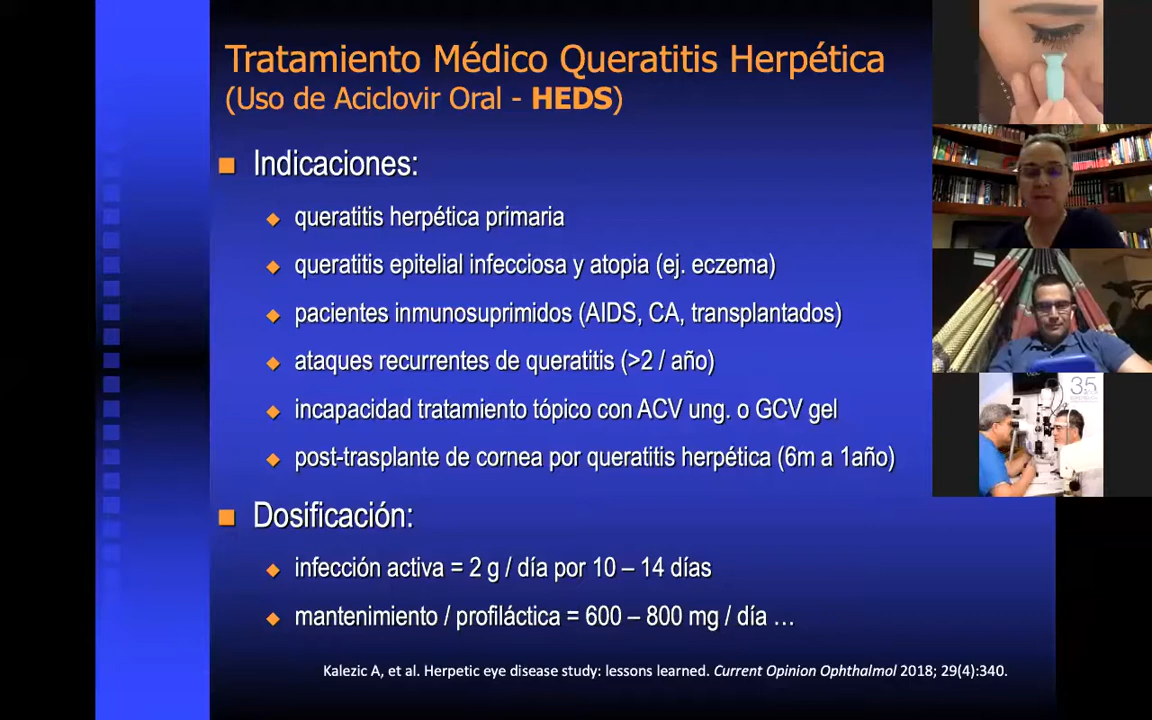 Tratamiento Médico Queratitis Herpética
(Uso de Aciclovir Oral - HEDS)
Indicaciones:
queratitis herpética primaria
queratitis epitelial infecciosa y atopia (ej. eczema)
pacientes inmunosuprimidos (AIDS, CA, transplantados)
ataques recurrentes de queratitis (>2 / año)
incapacidad tratamiento tópico con ACV ung. o GCV gel
post-trasplante de cornea por queratitis herpética (6m a 1año)
Dosificación:
infección activa = 2 g / día por 10 – 14 días
mantenimiento / profiláctica = 600 – 800 mg / día …
Kalezic A, et al. Herpetic eye disease study: lessons learned. Current Opinion Ophthalmol 2018; 29(4):340.
35